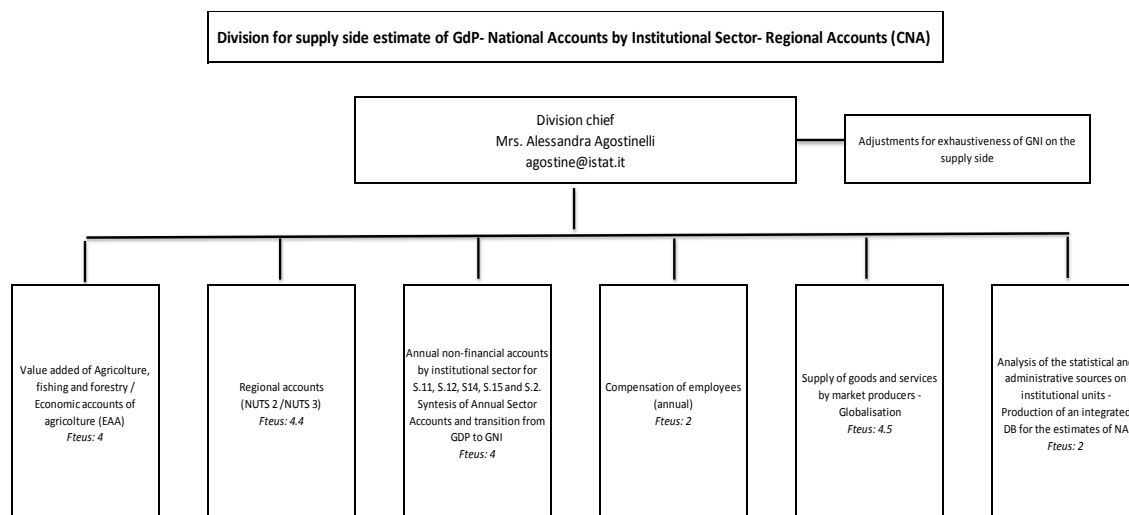 Division for supply side estimate of GdP- National Accounts by Institutional Sector- Regional Accounts (CNA)
Division chief
Mrs. Alessandra Agostinelli
agostine@istat.it
Adjustments for exhaustiveness of GNI on the
supply side
Value added of Agriculture,
fishing and forestry /
Economic accounts of
agriculture (EAA)
Fteus: 4
Regional accounts
(NUTS 2 /NUTS 3)
Fteus: 4.4
Annual non-financial accounts
by institutional sector for
S.11, S.12, S14, S.15 and S.2.
Syntesis of Annual Sector
Accounts and transition from
GDP to GNI
Fteus: 4
Compensation of employees
(annual)
Fteus: 2
Supply of goods and services
by market producers -
Globalisation
Fteus: 4.5
Analysis of the statistical and
administrative sources on
institutional units -
Production of an integrated
DB for the estimates of NA
Fteus: 2